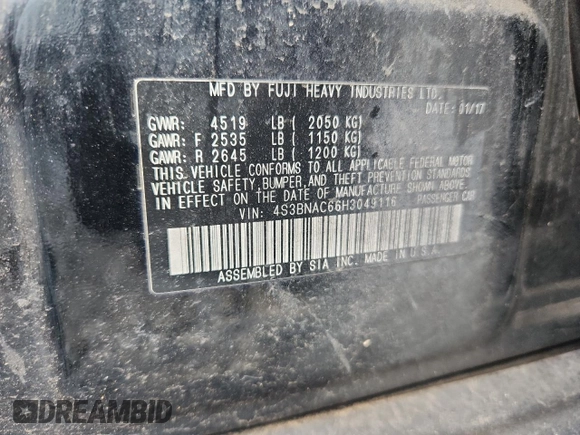 MFD BY FUJI HEAVY INDUSTRIES LTD.
DATE: 01/17
GVWR: 4519 LB ( 2050 KG)
GAWR: F 2535 LB ( 1150 KG)
GAWR: R 2645 LB ( 1200 KG)
THIS VEHICLE CONFORMS TO ALL APPLICABLE FEDERAL MOTOR
VEHICLE SAFETY, BUMPER, AND THEFT PREVENTION STANDARDS
IN EFFECT ON THE DATE OF MANUFACTURE SHOWN ABOVE.
VIN: 4S3BNAC66H3049116 PASSENGER CAR
ASSEMBLED BY SIA INC. MADE IN U.S.A.
DREAMBID